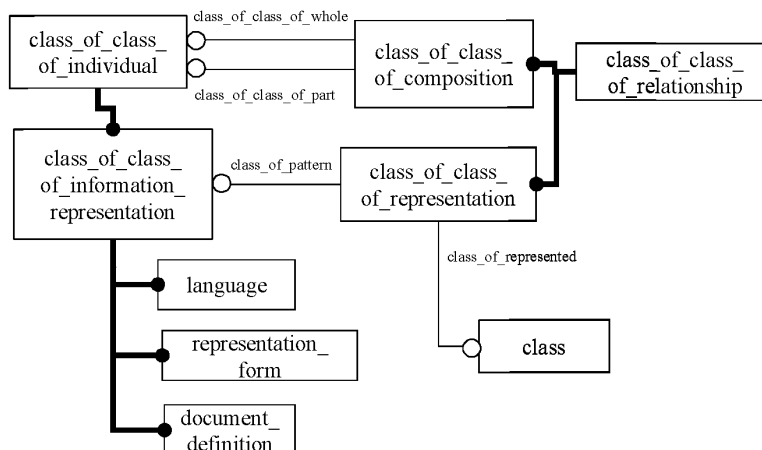 class_of_class_of_whole
class_of_class_
of_individual
class_of_class_
of_composition
class_of_class_
of_relationship
class_of_class_of_part
class_of_class_
of_information_
representation
class_of_pattern
class_of_class_
of_representation
class_of_represented
language
class
representation_
form
document_
definition